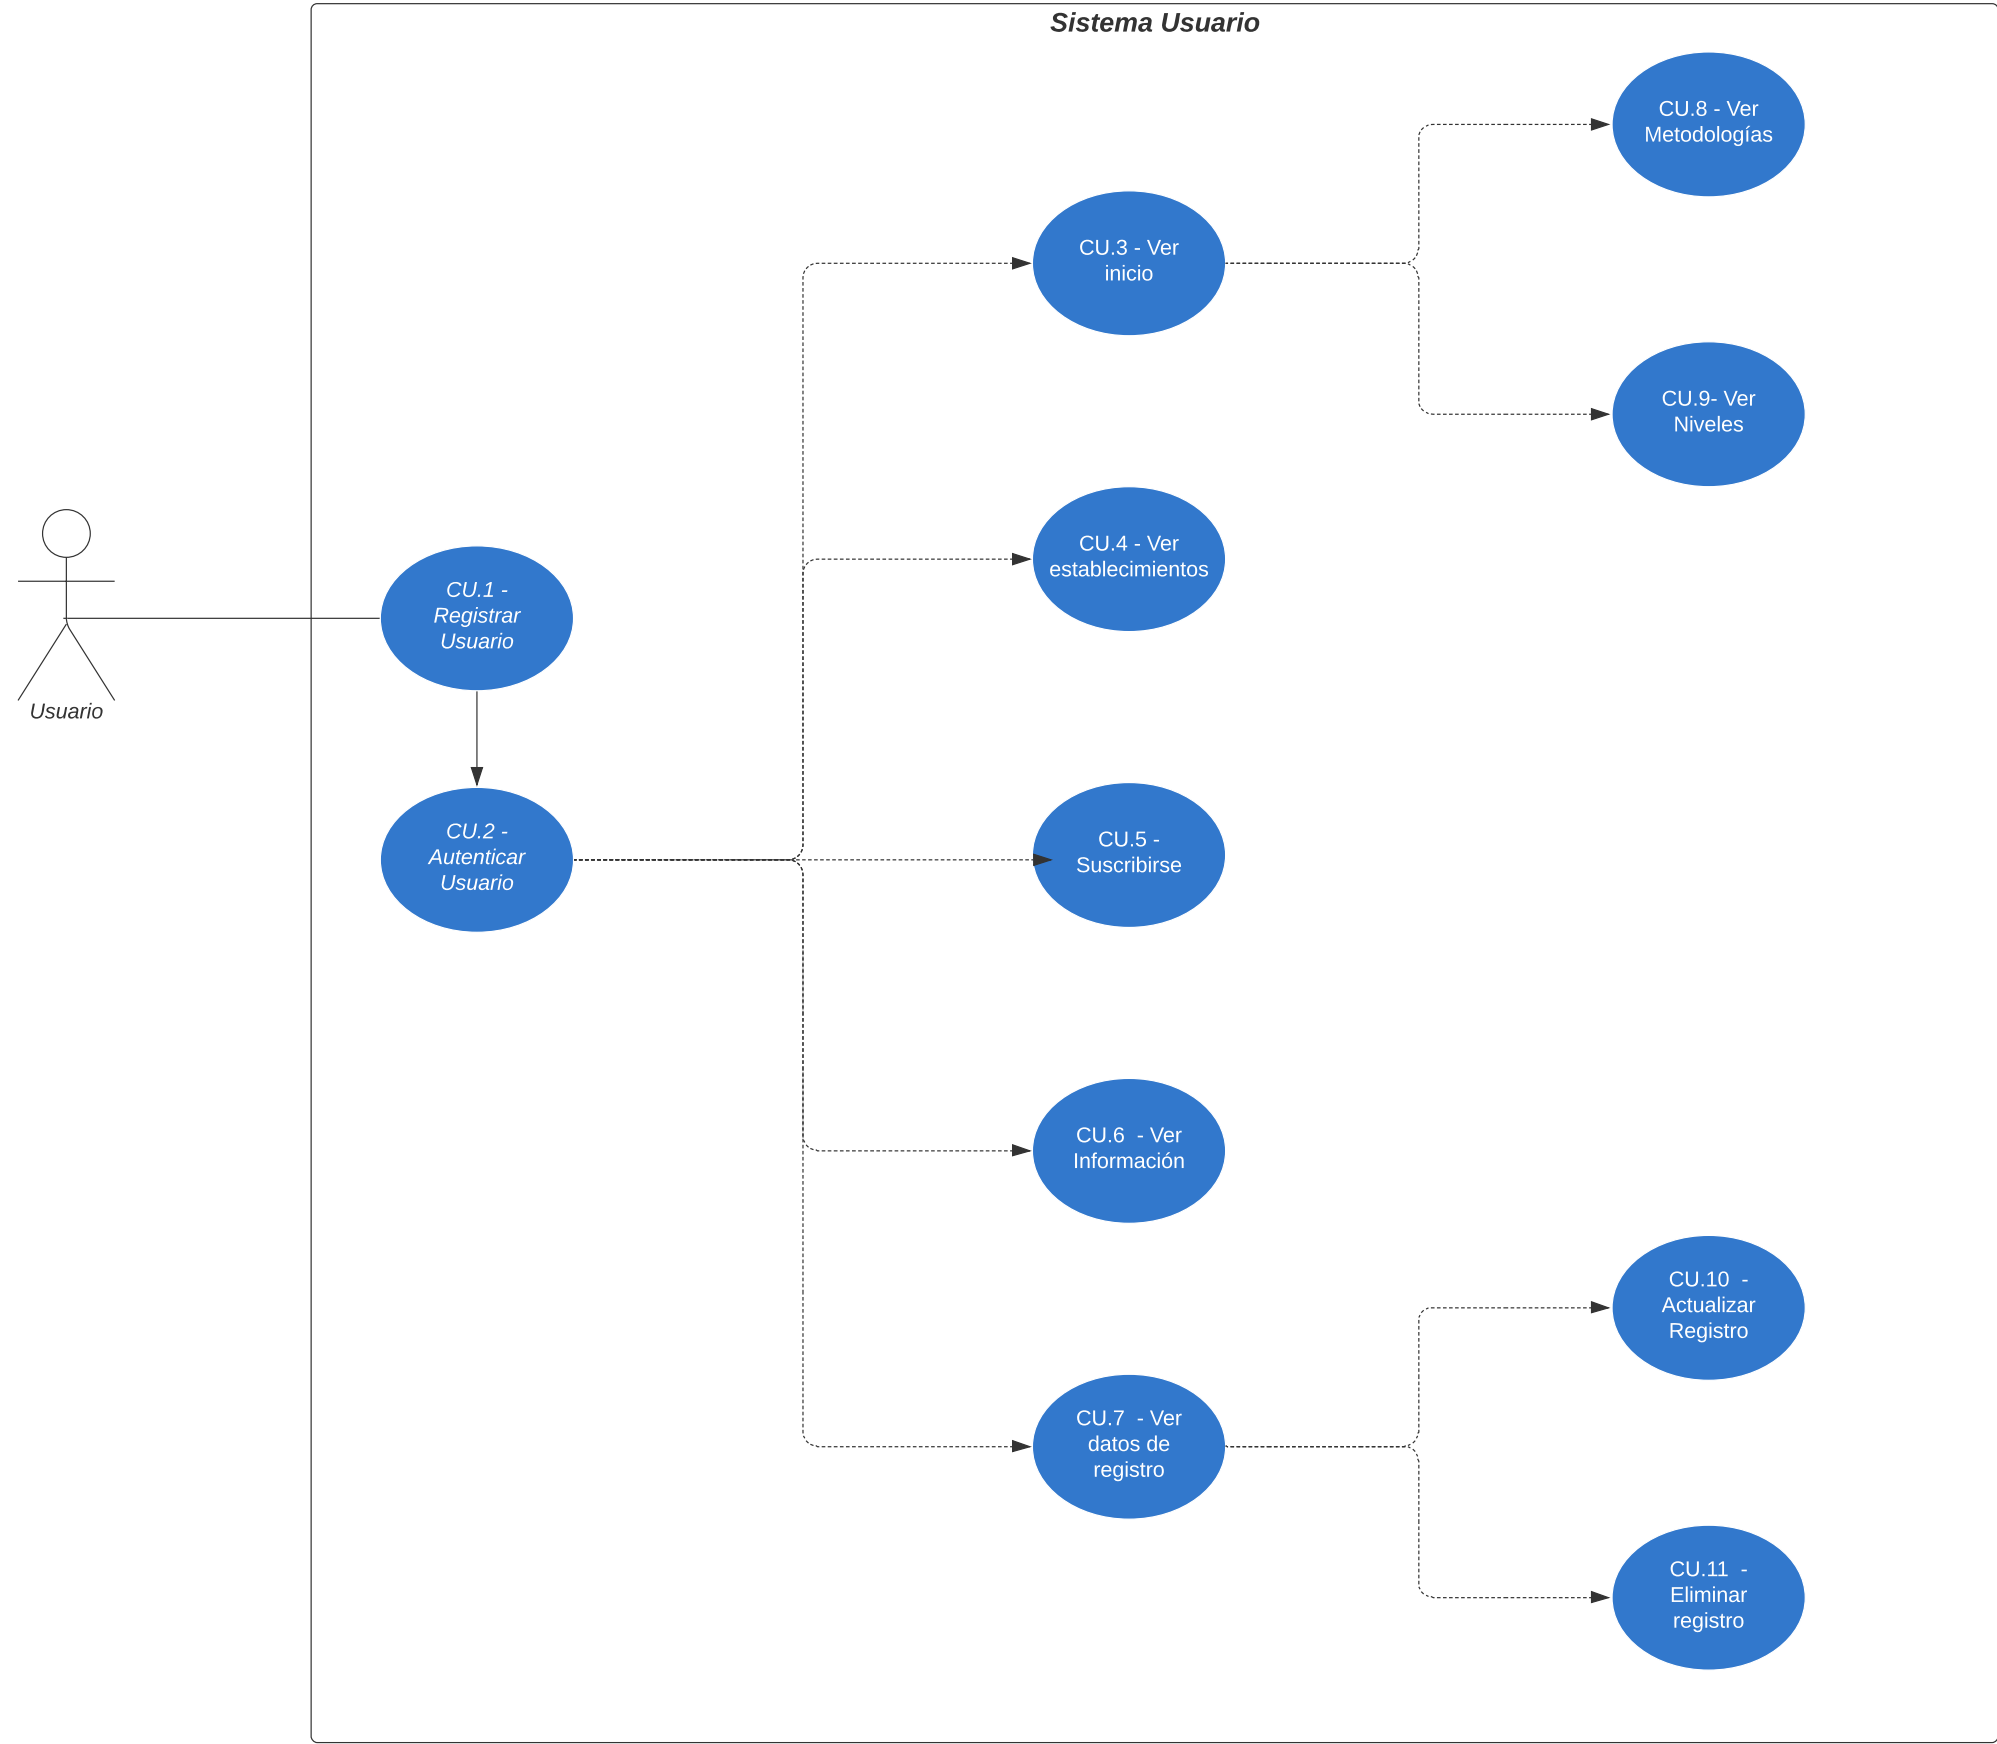 Sistema Usuario
CU.8 - Ver
Metodologías
CU.3 - Ver
inicio
CU.9- Ver
Niveles
CU.4 - Ver
establecimientos
CU.1 -
Registrar
Usuario
Usuario
CU.2 -
Autenticar
Usuario
CU.5 -
Suscribirse
CU.6  - Ver
Información
CU.10  -
Actualizar
Registro
CU.7  - Ver
datos de
registro
CU.11  -
Eliminar
registro